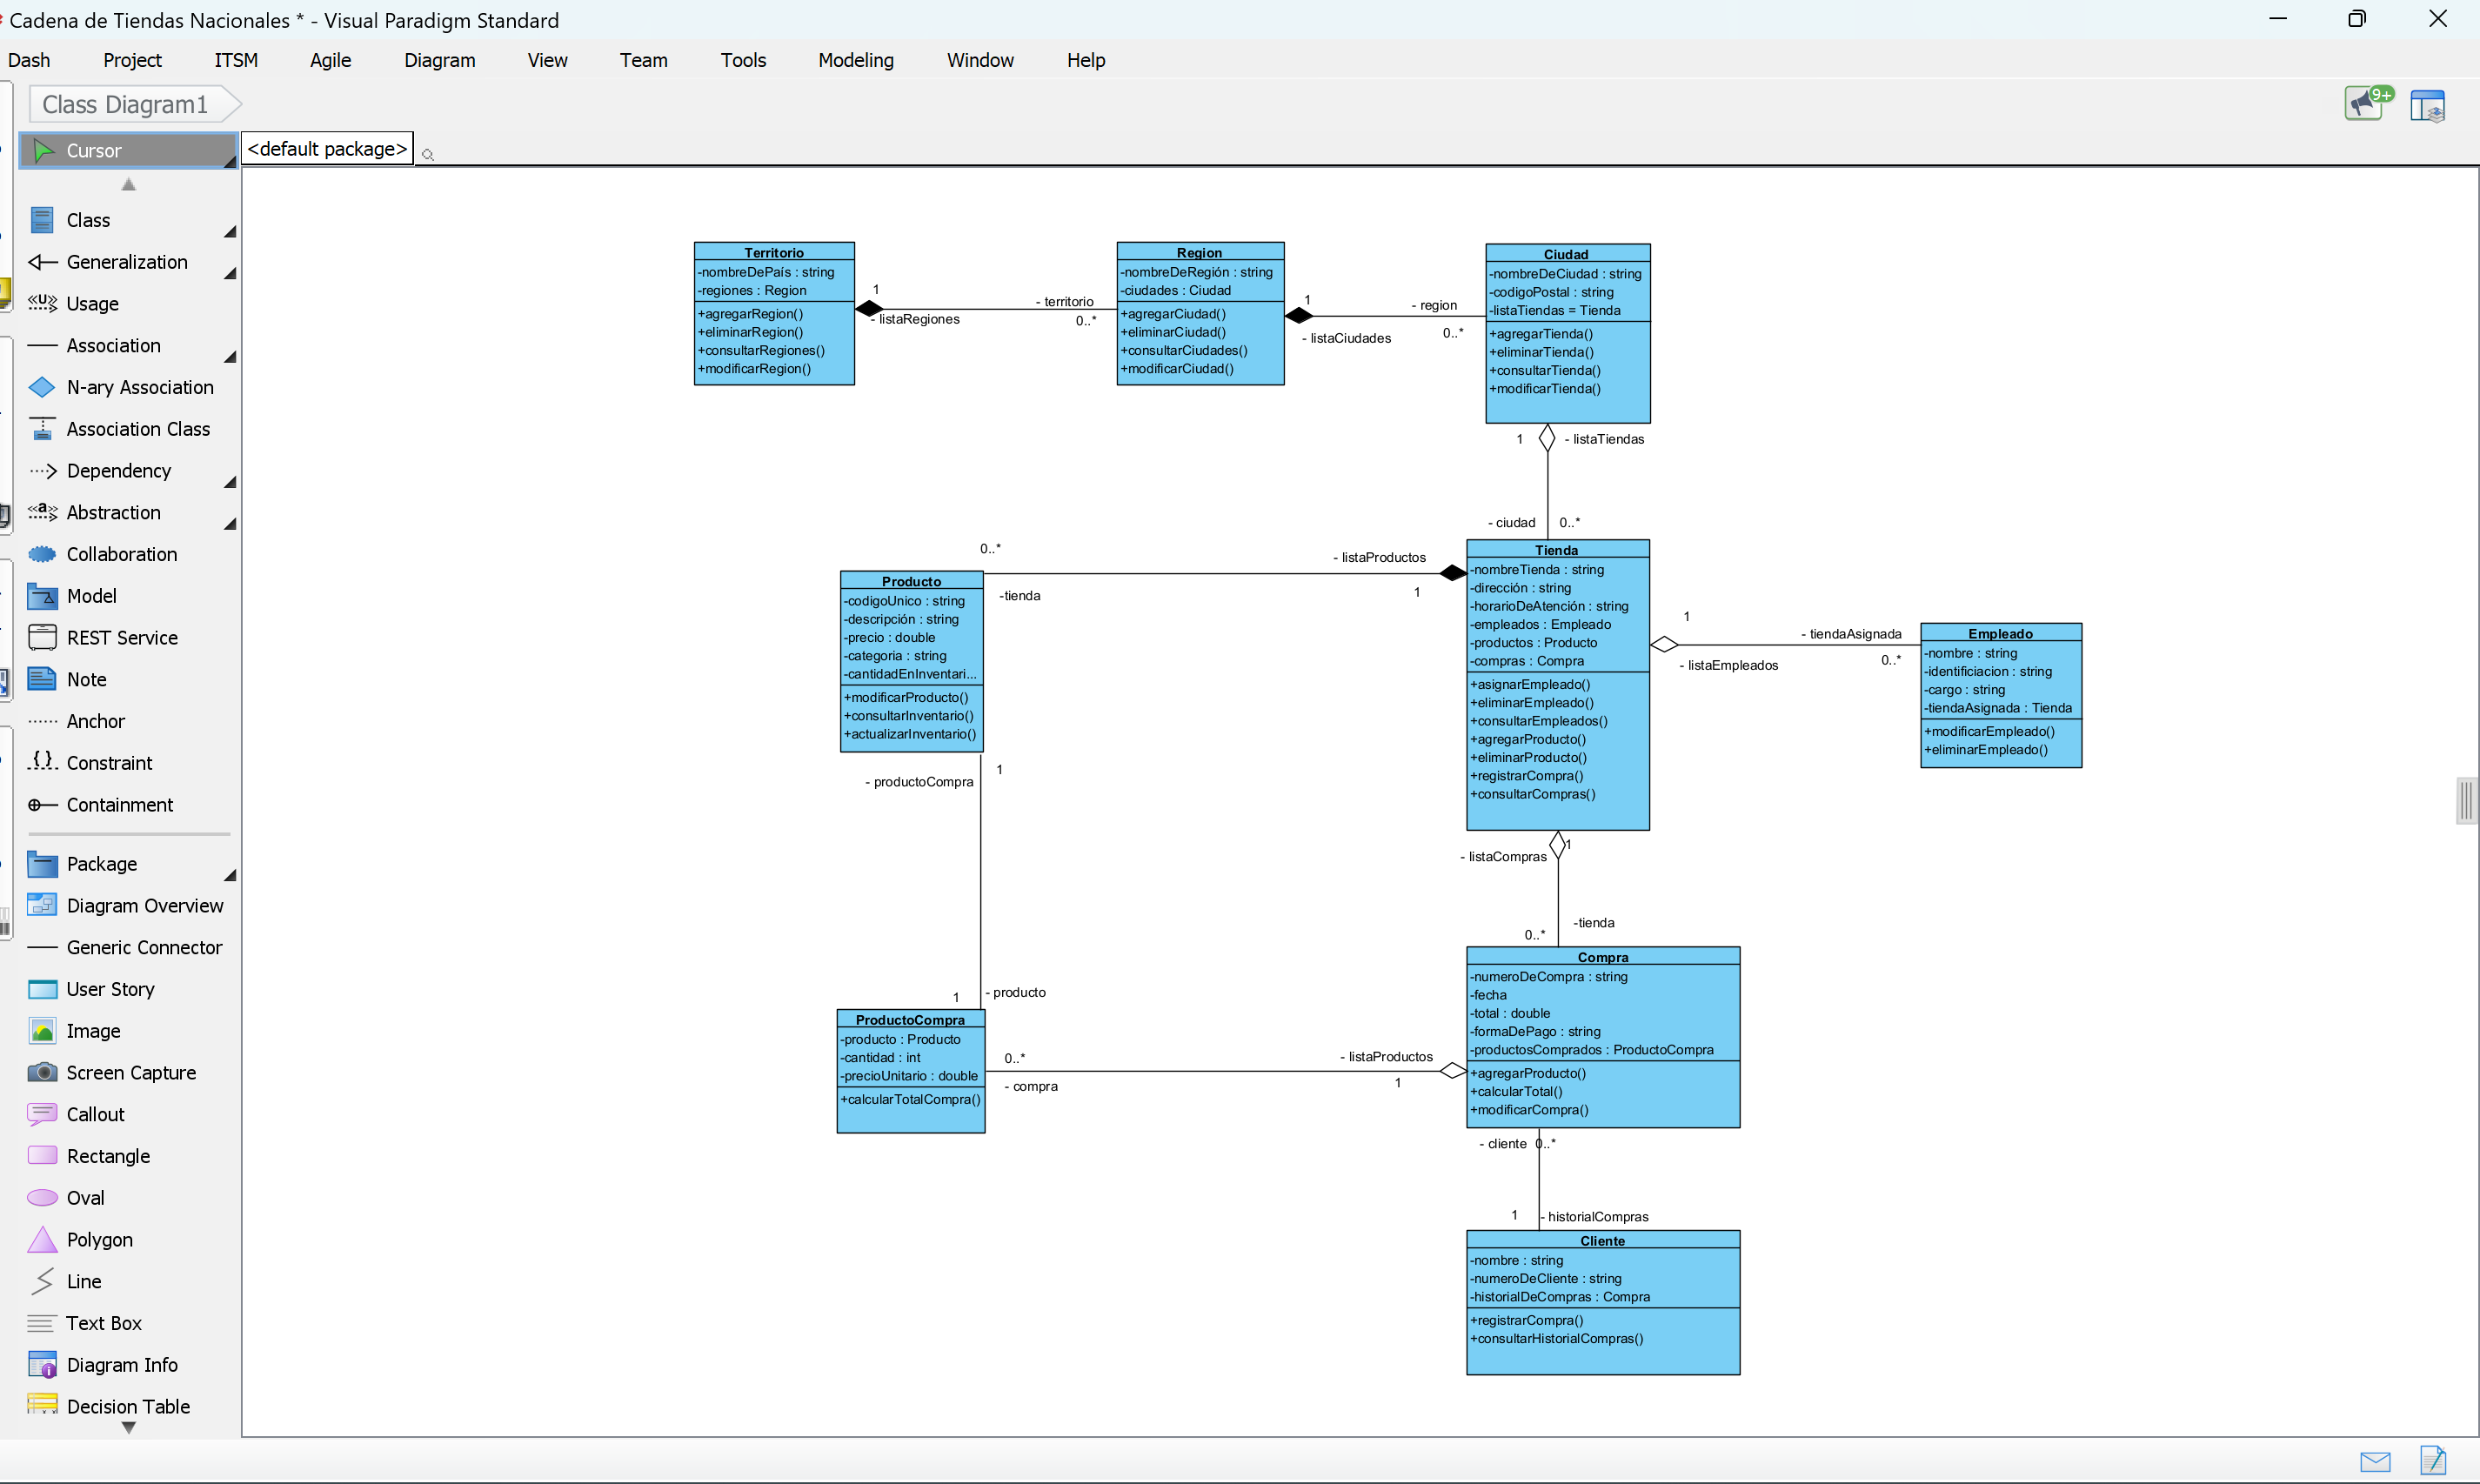 Cadena de Tiendas Nacionales * - Visual Paradigm Standard
Dash Project ITSM Agile Diagram View Team Tools Modeling Window Help
Class Diagram1
9+
Cursor
<default package>
Class
Generalization
«U» Usage
Association
N-ary Association
Association Class
Dependency
«a» Abstraction
Collaboration
Model
REST Service
Note
Anchor
{} Constraint
Containment
Package
Diagram Overview
Generic Connector
User Story
Image
Screen Capture
Callout
Rectangle
Oval
Polygon
Line
Text Box
Diagram Info
Decision Table
Territorio
-nombreDePaís : string
-regiones : Region
+agregarRegion()
+eliminarRegion()
+consultarRegiones()
+modificarRegion()
1
- listaRegiones
- territorio
0..*
Region
-nombreDeRegión : string
-ciudades : Ciudad
+agregarCiudad()
+eliminarCiudad()
+consultarCiudades()
+modificarCiudad()
1
- listaCiudades
- region
0..*
Ciudad
-nombreDeCiudad : string
-codigoPostal : string
-listaTiendas = Tienda
+agregarTienda()
+eliminarTienda()
+consultarTienda()
+modificarTienda()
1
- listaTiendas
- ciudad
0..*
0..*
-tienda
- listaProductos
1
Producto
-codigoUnico : string
-descripción : string
-precio : double
-categoria : string
-cantidadEnInventari...
+modificarProducto()
+consultarInventario()
+actualizarInventario()
Tienda
-nombreTienda : string
-dirección : string
-horarioDeAtención : string
-empleados : Empleado
-productos : Producto
-compras : Compra
+asignarEmpleado()
+eliminarEmpleado()
+consultarEmpleados()
+agregarProducto()
+eliminarProducto()
+registrarCompra()
+consultarCompras()
1
- listaEmpleados
- tiendaAsignada
0..*
Empleado
-nombre : string
-identificiacion : string
-cargo : string
-tiendaAsignada : Tienda
+modificarEmpleado()
+eliminarEmpleado()
- productoCompra
1
1
- producto
- listaCompras
1
-tienda
0..*
ProductoCompra
-producto : Producto
-cantidad : int
-precioUnitario : double
+calcularTotalCompra()
0..*
- compra
- listaProductos
1
Compra
-numeroDeCompra : string
-fecha
-total : double
-formaDePago : string
-productosComprados : ProductoCompra
+agregarProducto()
+calcularTotal()
+modificarCompra()
- cliente
0..*
1
- historialCompras
Cliente
-nombre : string
-numeroDeCliente : string
-historialDeCompras : Compra
+registrarCompra()
+consultarHistorialCompras()